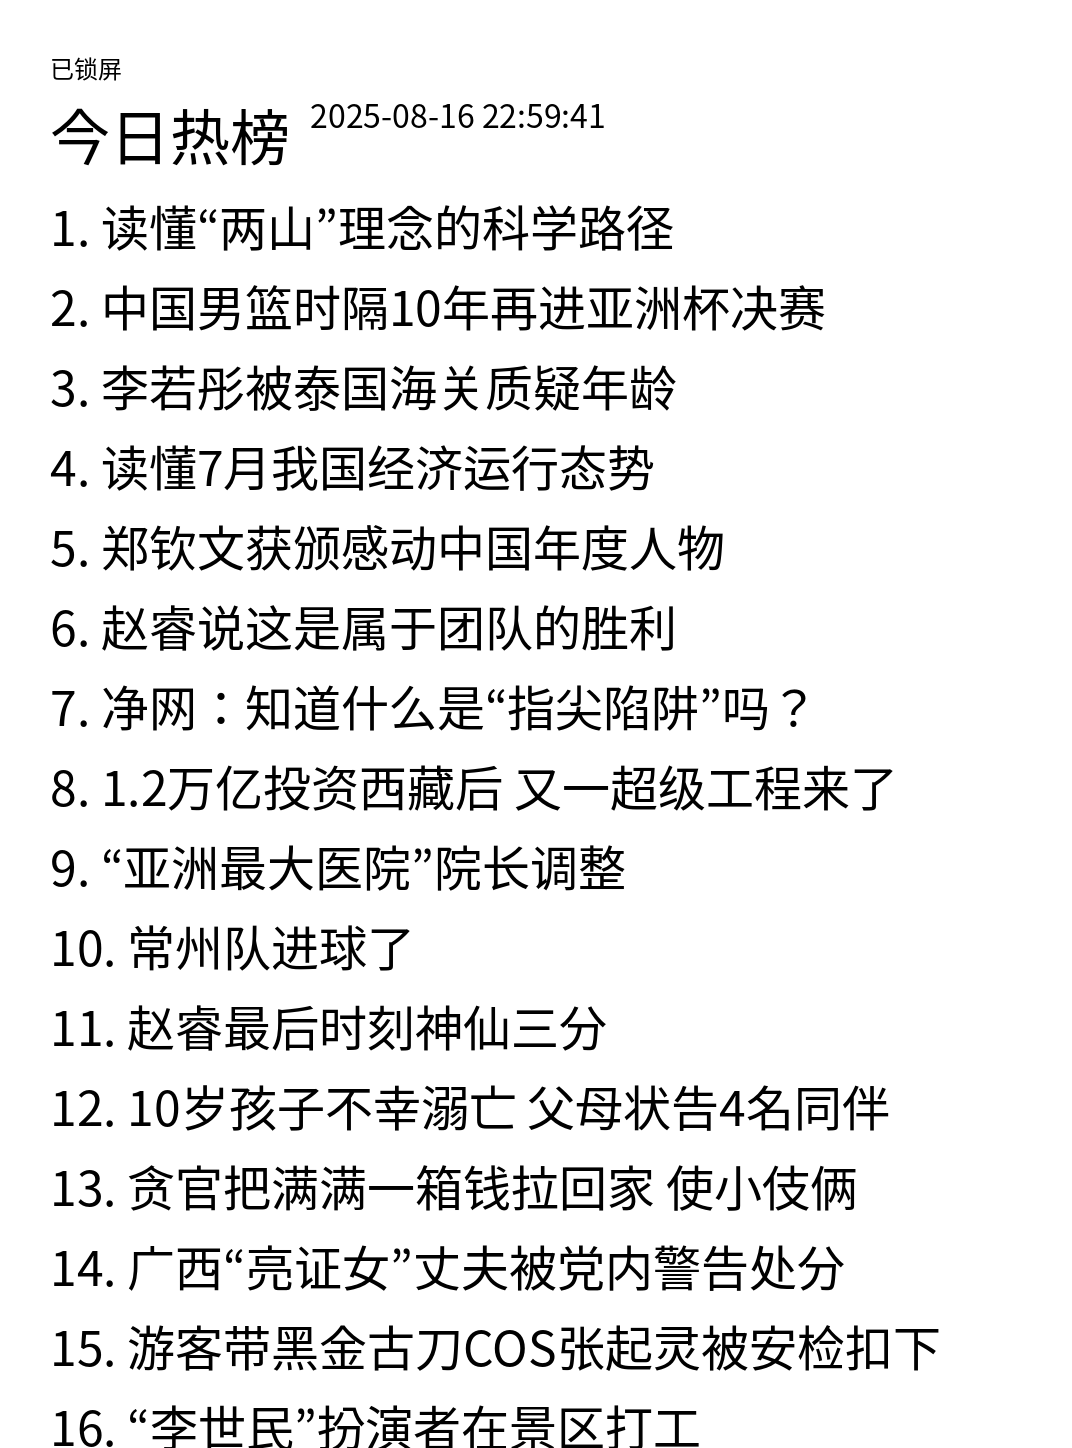 已锁屏
今日热榜 2025-08-16 22:59:41
1. 读懂“两山”理念的科学路径
2. 中国男篮时隔10年再进亚洲杯决赛
3. 李若彤被泰国海关质疑年龄
4. 读懂7月我国经济运行态势
5. 郑钦文获颁感动中国年度人物
6. 赵睿说这是属于团队的胜利
7. 净网：知道什么是“指尖陷阱”吗？
8. 1.2万亿投资西藏后 又一超级工程来了
9. “亚洲最大医院”院长调整
10. 常州队进球了
11. 赵睿最后时刻神仙三分
12. 10岁孩子不幸溺亡 父母状告4名同伴
13. 贪官把满满一箱钱拉回家 使小伎俩
14. 广西“亮证女”丈夫被党内警告处分
15. 游客带黑金古刀COS张起灵被安检扣下
16. “李世民”扮演者在景区打工